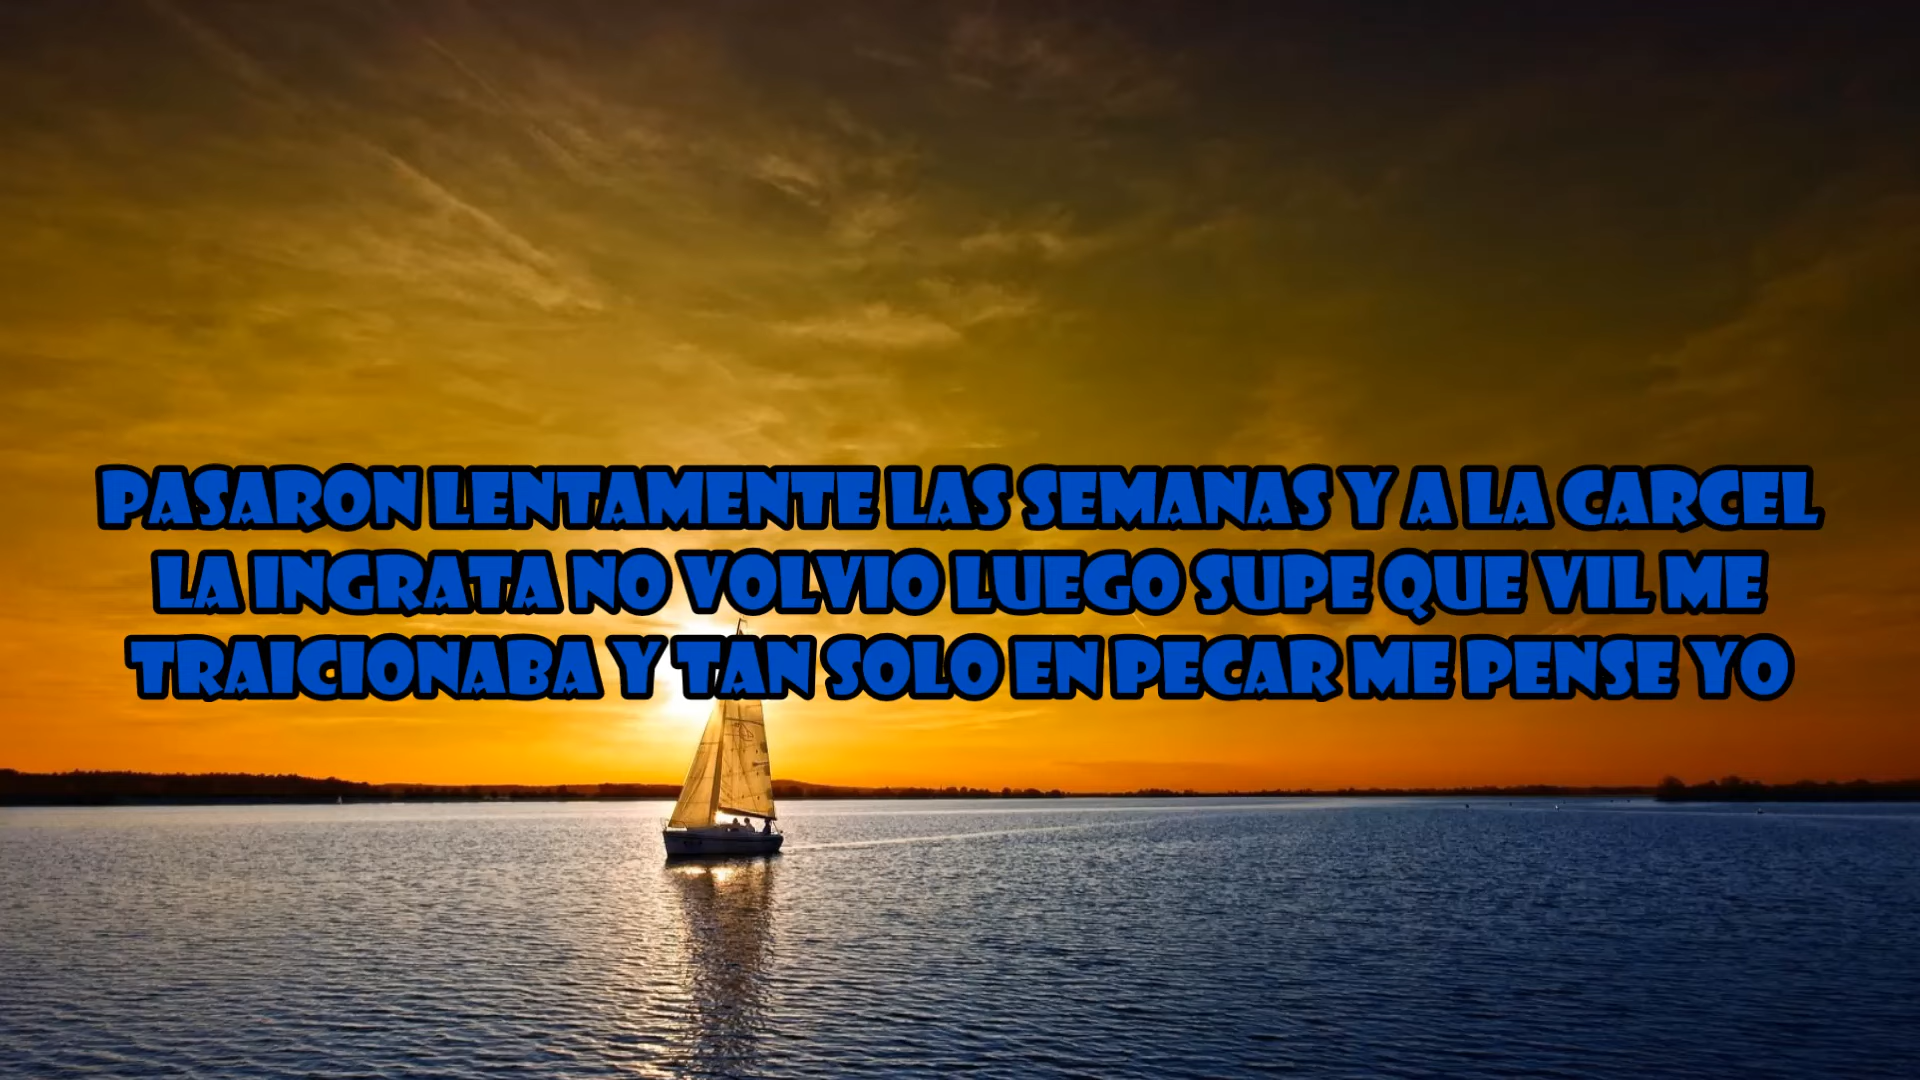 PASARON LENTAMENTE LAS SEMANAS Y A LA CARCEL
LA INGRATA NO VOLVIO LUEGO SUPE QUE VIL ME
TRAICIONABA Y TAN SOLO EN PECAR ME PENSE YO